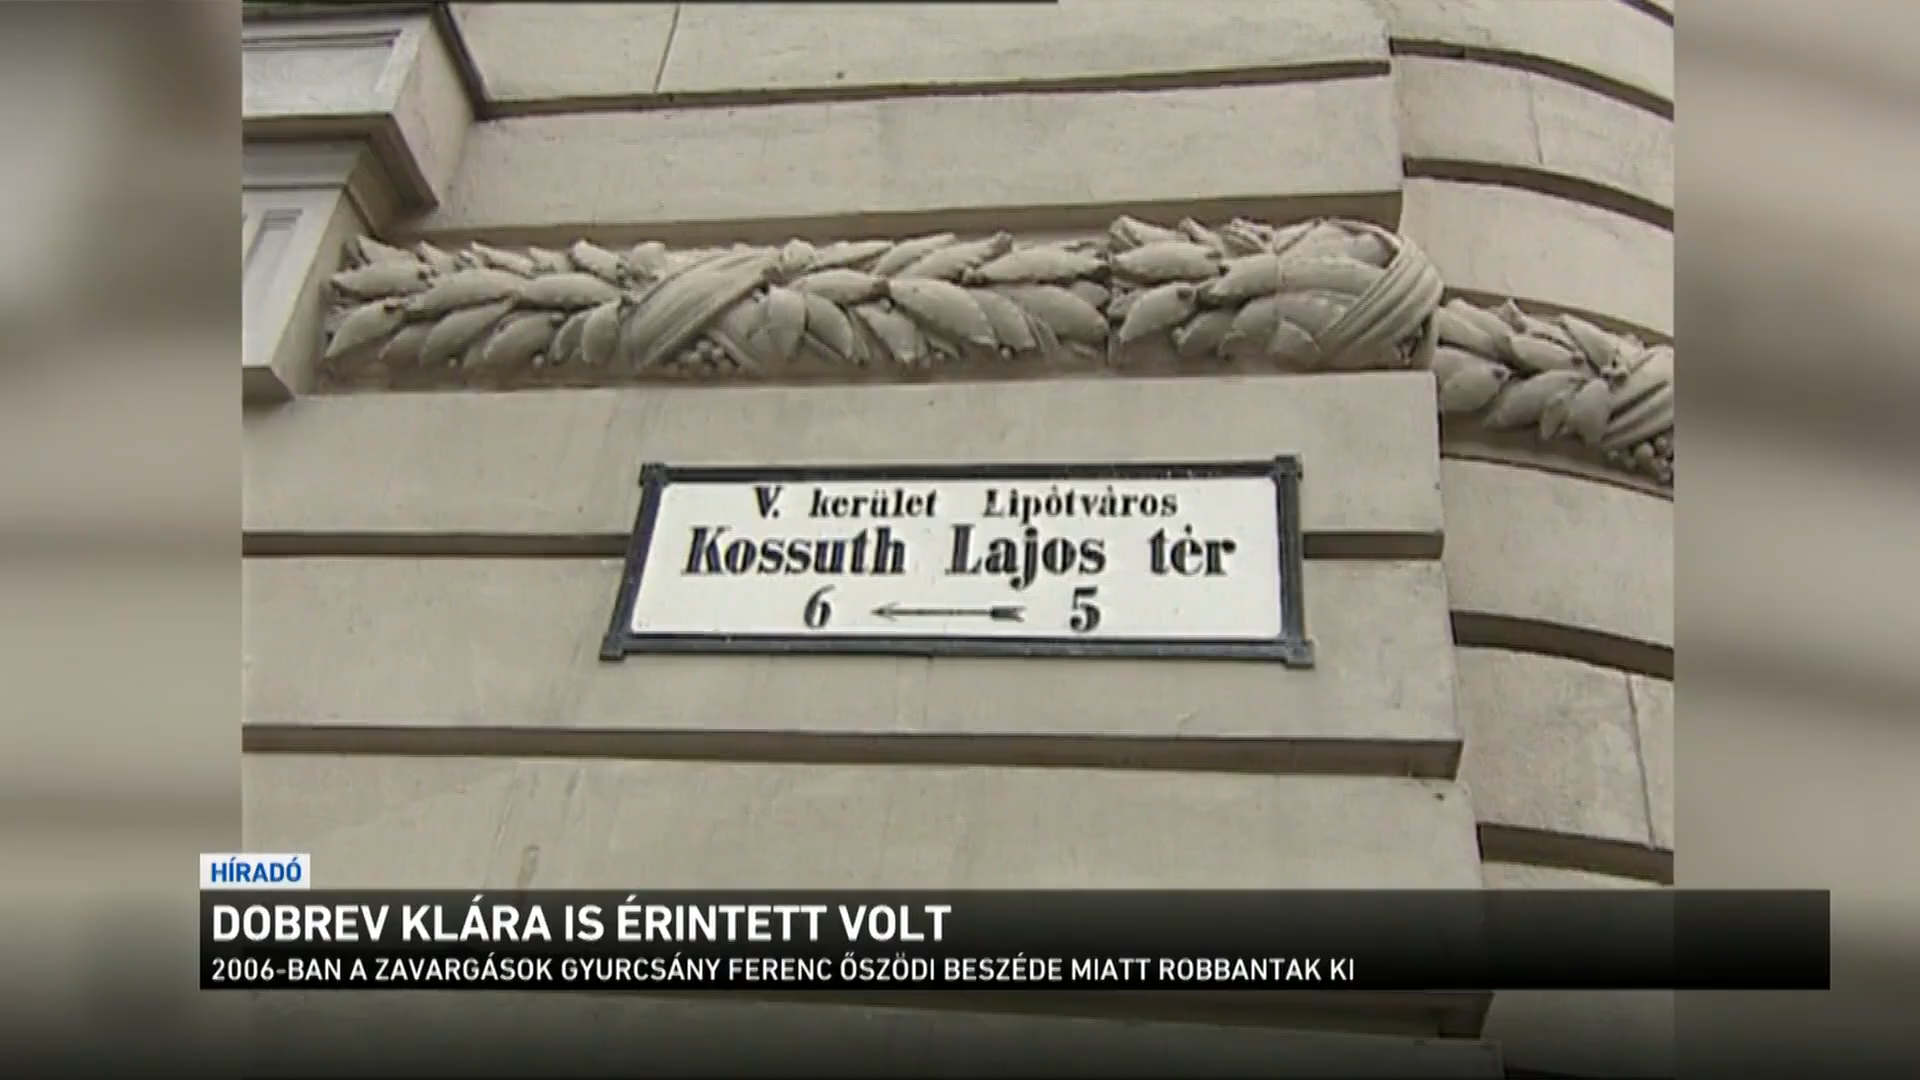 V. kerület Lipótváros
Kossuth Lajos tér
6 ← 5
HÍRADÓ
DOBREV KLÁRA IS ÉRINTETT VOLT
2006-BAN A ZAVARGÁSOK GYURCSÁNY FERENC ŐSZÖDI BESZÉDE MIATT ROBBANTAK KI